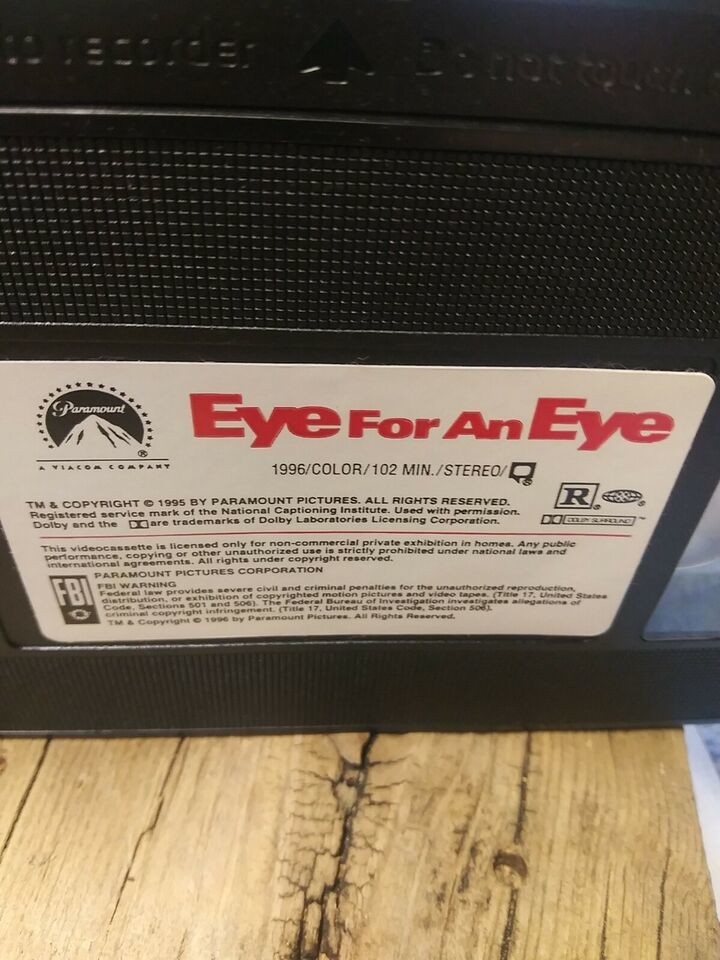 to recorder Do not touch
Paramount
®
A VIACOM COMPANY
Eye For An Eye
1996/COLOR/102 MIN./STEREO/
TM & COPYRIGHT © 1995 BY PARAMOUNT PICTURES. ALL RIGHTS RESERVED.
Registered service mark of the National Captioning Institute. Used with permission.
Dolby and the are trademarks of Dolby Laboratories Licensing Corporation.
R
DOLBY SURROUND ™
This videocassette is licensed only for non-commercial private exhibition in homes. Any public
performance, copying or other unauthorized use is strictly prohibited under national laws and
international agreements. All rights under copyright reserved.
PARAMOUNT PICTURES CORPORATION
FBI
FBI WARNING
Federal law provides severe civil and criminal penalties for the unauthorized reproduction,
distribution, or exhibition of copyrighted motion pictures and video tapes. (Title 17, United States
Code, Sections 501 and 506). The Federal Bureau of Investigation investigates allegations of
criminal copyright infringement. (Title 17, United States Code, Section 506).
TM & Copyright © 1996 by Paramount Pictures. All Rights Reserved.